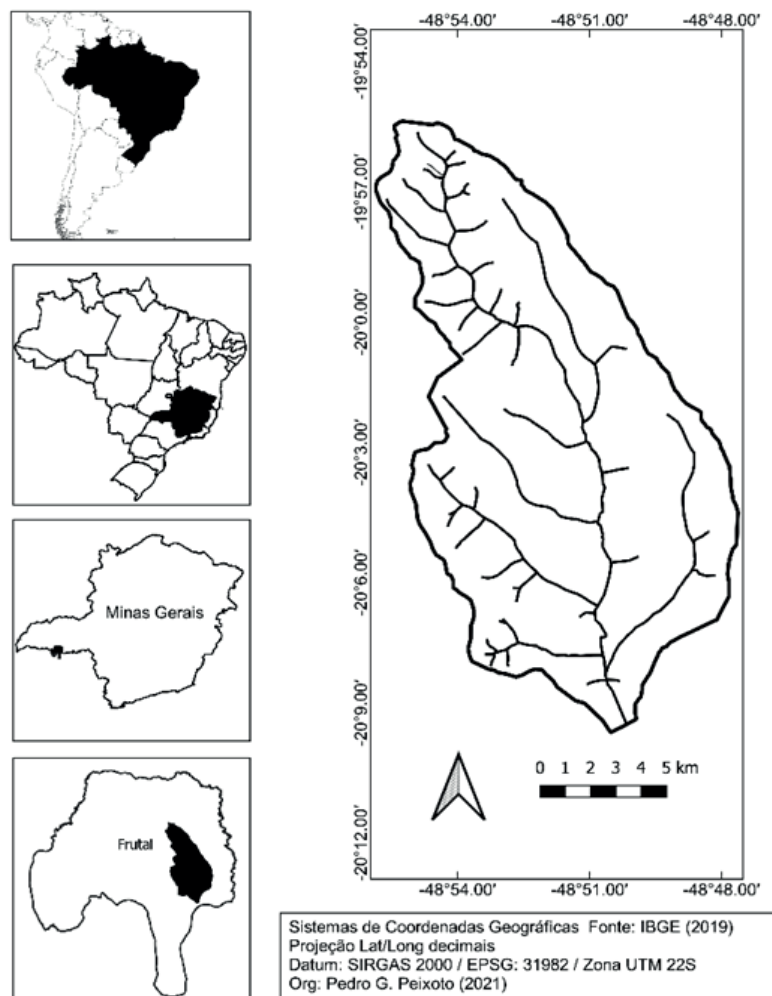 Minas Gerais
Frutal
-48°54.00' -48°51.00' -48°48.00'
-19°54.00'
-19°57.00'
-20°0.00'
-20°3.00'
-20°6.00'
-20°9.00'
-20°12.00'
0 1 2 3 4 5 km
-48°54.00' -48°51.00' -48°48.00'
Sistemas de Coordenadas Geográficas Fonte: IBGE (2019)
Projeção Lat/Long decimais
Datum: SIRGAS 2000 / EPSG: 31982 / Zona UTM 22S
Org: Pedro G. Peixoto (2021)